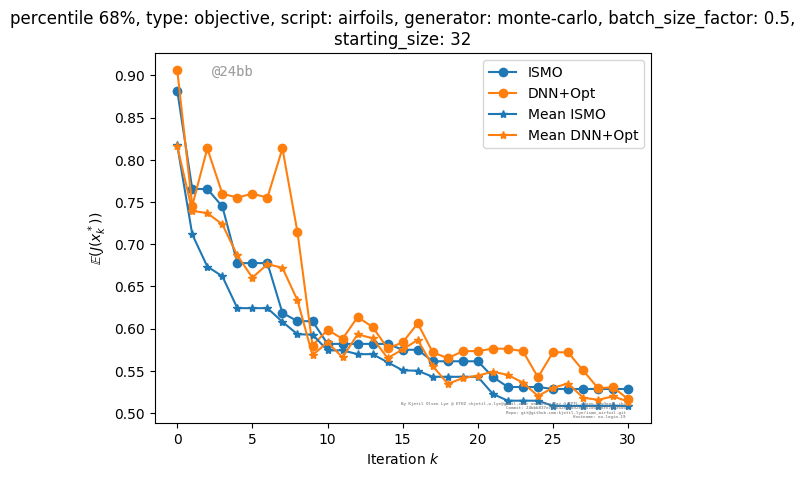 percentile 68%, type: objective, script: airfoils, generator: monte-carlo, batch_size_factor: 0.5,
starting_size: 32
@24bb
ISMO
DNN+Opt
Mean ISMO
Mean DNN+Opt
𝔼(J(x*k))
0.90
0.85
0.80
0.75
0.70
0.65
0.60
0.55
0.50
0 5 10 15 20 25 30
Iteration k